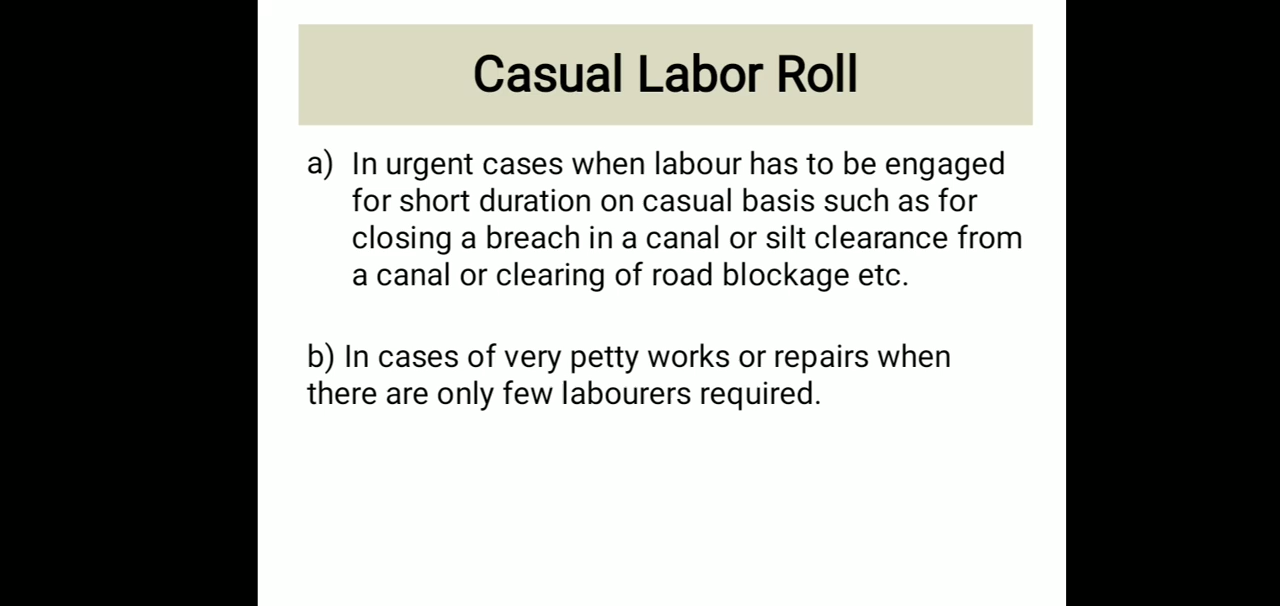 Casual Labor Roll
a) In urgent cases when labour has to be engaged
for short duration on casual basis such as for
closing a breach in a canal or silt clearance from
a canal or clearing of road blockage etc.
b) In cases of very petty works or repairs when
there are only few labourers required.